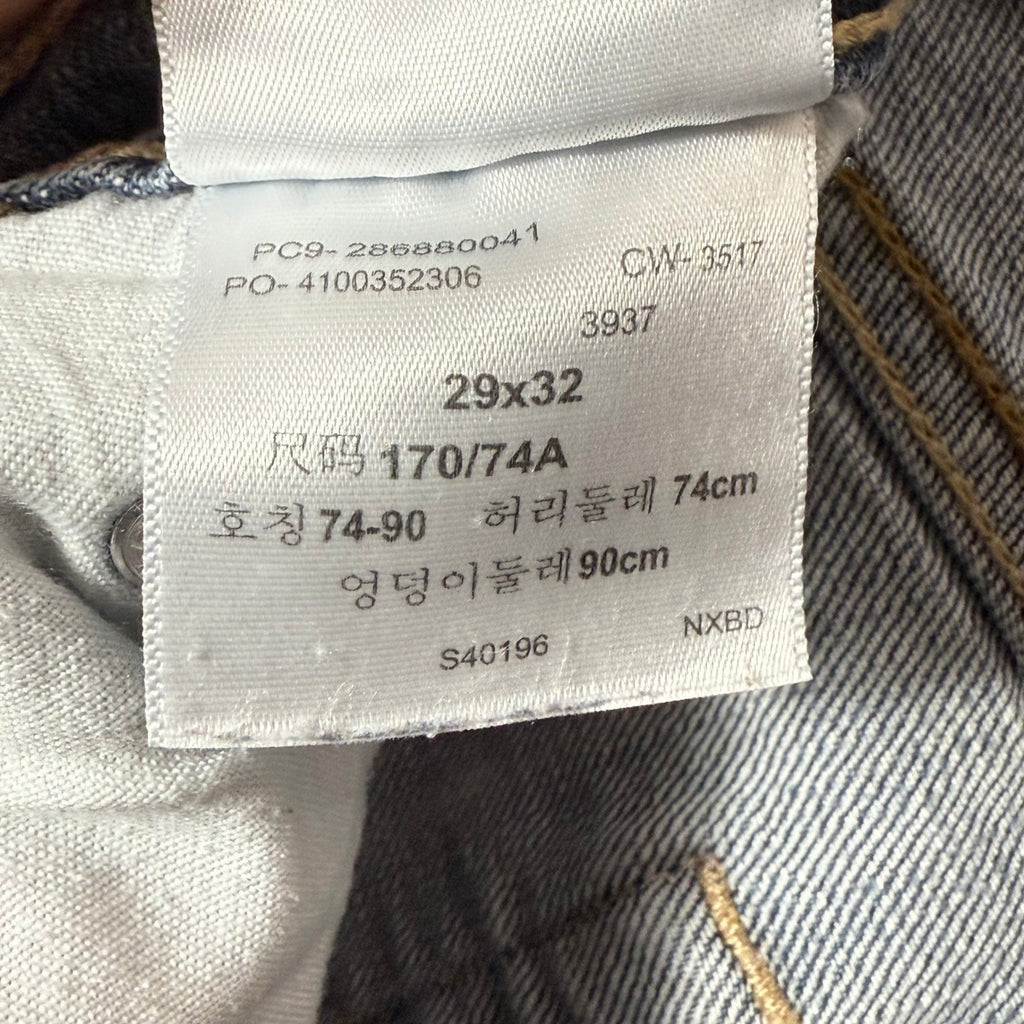 PC9- 286880041
PO- 4100352306
CW- 3517
3937
29x32
尺码 170/74A
호칭 74-90 허리둘레 74cm
엉덩이둘레 90cm
S40196
NXBD